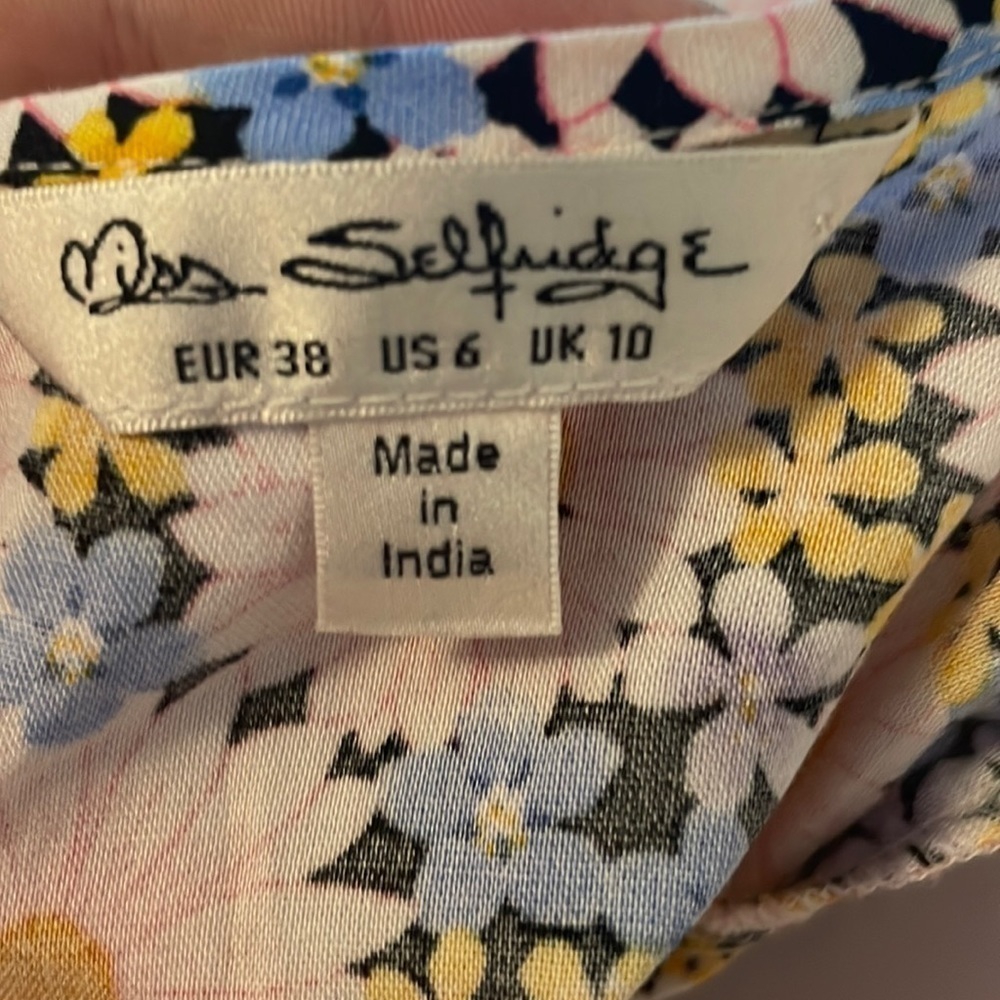 Miss Selfridge
EUR 38 US 6 UK 10
Made
in
India